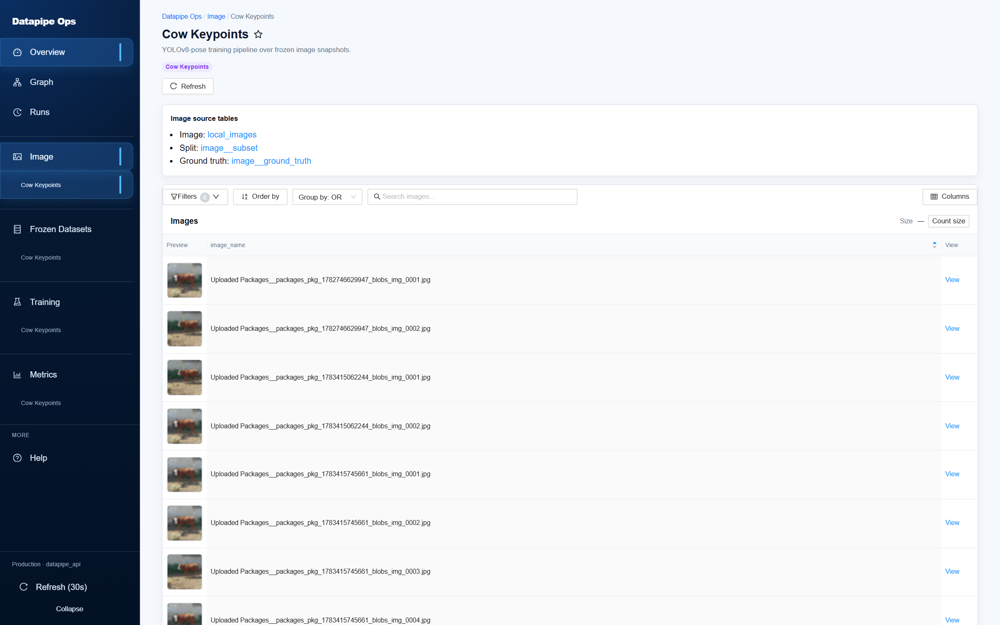 Datapipe Ops
Overview
Graph
Runs
Image
Cow Keypoints
Frozen Datasets
Cow Keypoints
Training
Cow Keypoints
Metrics
Cow Keypoints
MORE
Help
Production · datapipe_api
Refresh (30s)
Collapse
Datapipe Ops / Image / Cow Keypoints
Cow Keypoints
YOLOv8-pose training pipeline over frozen image snapshots.
Cow Keypoints
Refresh
Image source tables
• Image: local_images
• Split: image__subset
• Ground truth: image__ground_truth
Filters 0 Order by Group by: OR Search images... Columns
Images Size — Count size
Preview image_name View
Uploaded Packages__packages_pkg_1782746629947_blobs_img_0001.jpg View
Uploaded Packages__packages_pkg_1782746629947_blobs_img_0002.jpg View
Uploaded Packages__packages_pkg_1783415062244_blobs_img_0001.jpg View
Uploaded Packages__packages_pkg_1783415062244_blobs_img_0002.jpg View
Uploaded Packages__packages_pkg_1783415745661_blobs_img_0001.jpg View
Uploaded Packages__packages_pkg_1783415745661_blobs_img_0002.jpg View
Uploaded Packages__packages_pkg_1783415745661_blobs_img_0003.jpg View
Uploaded Packages__packages_pkg_1783415745661_blobs_img_0004.jpg View